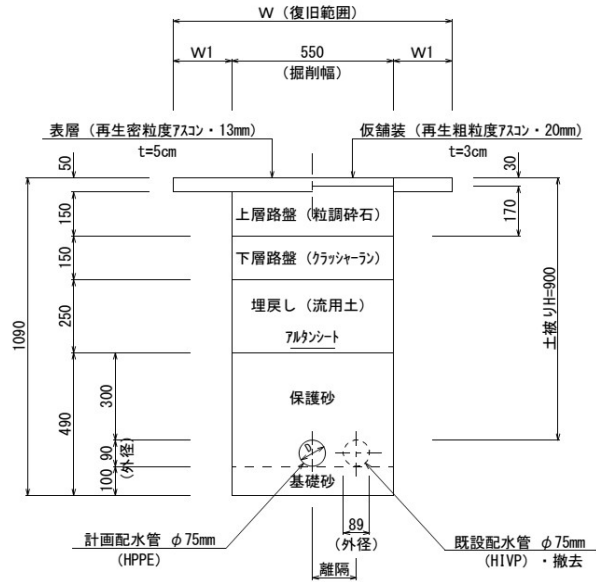 W（復旧範囲）
W1
550
W1
（掘削幅）
表層（再生密粒度ｱｽｺﾝ・13mm）
仮舗装（再生粗粒度ｱｽｺﾝ・20mm）
t=5cm
t=3cm
50
30
150
上層路盤（粒調砕石）
170
150
下層路盤（ｸﾗｯｼｬｰﾗﾝ）
250
埋戻し（流用土）
ｱﾙﾀﾝｼｰﾄ
1090
土被りH=900
490
300
保護砂
90
（外径）
D
100
基礎砂
89
（外径）
計画配水管 φ75mm
（HPPE）
既設配水管 φ75mm
（HIVP）・撤去
離隔